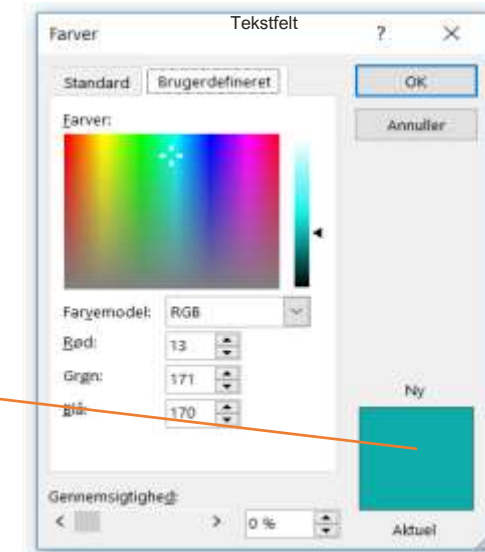 Tekstfelt
Farver ? ×
Standard Brugerdefineret
OK
Annuller
Farver:
Farvemodel: RGB
Rød: 13
Grøn: 171
Blå: 170
Ny
Gennemsigtighed:
< > 0 %
Aktuel